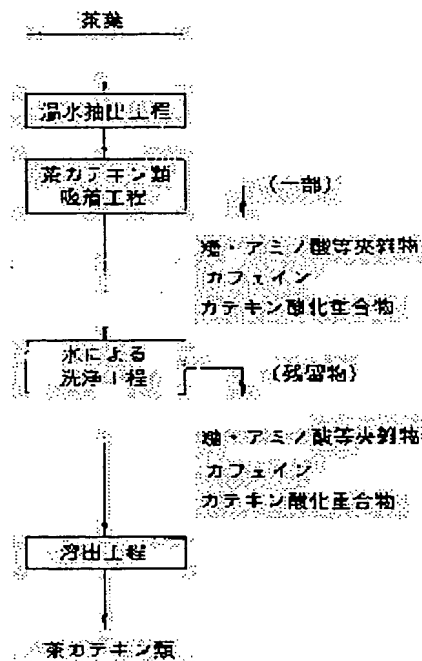 茶葉
温水抽出工程
茶カテキン類
吸着工程
(一部)
糖・アミノ酸等夾雑物
カフェイン
カテキン酸化重合物
水による
洗浄工程
(残留物)
糖・アミノ酸等夾雑物
カフェイン
カテキン酸化重合物
溶出工程
茶カテキン類